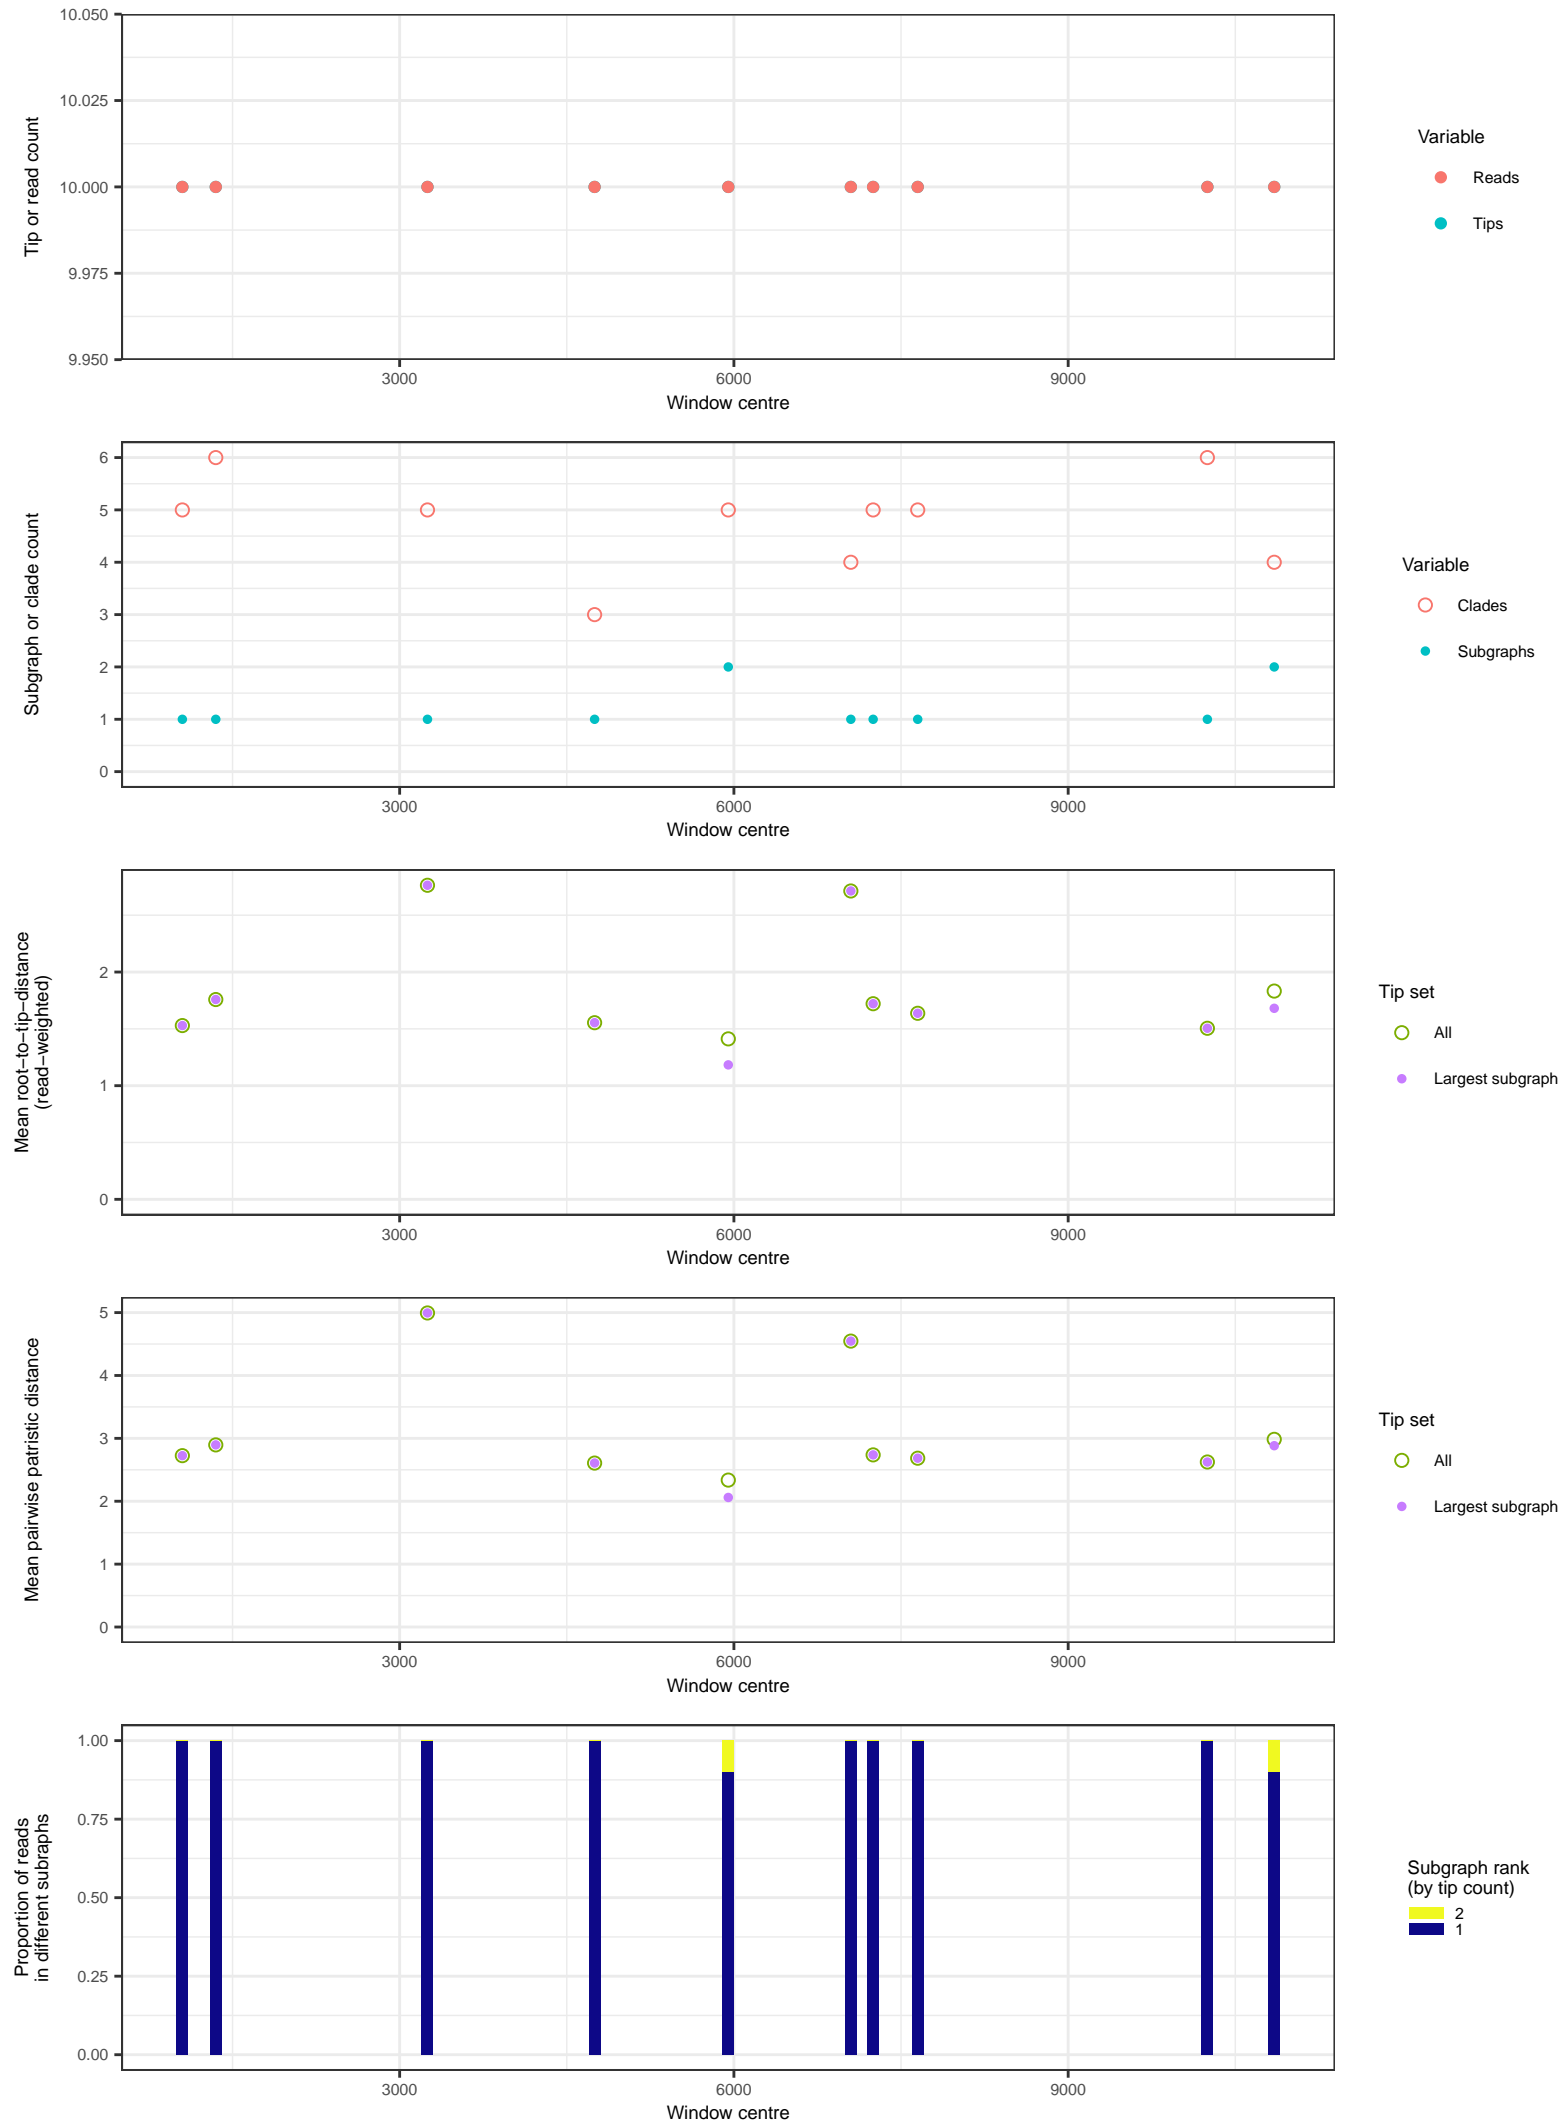 10.050
10.025
10.000
9.975
9.950
Tip or read count
3000 6000 9000
Window centre
Variable
Reads
Tips
6
5
4
3
2
1
0
Subgraph or clade count
3000 6000 9000
Window centre
Variable
Clades
Subgraphs
2
1
0
Mean root−to−tip−distance
(read−weighted)
3000 6000 9000
Window centre
Tip set
All
Largest subgraph
5
4
3
2
1
0
Mean pairwise patristic distance
3000 6000 9000
Window centre
Tip set
All
Largest subgraph
1.00
0.75
0.50
0.25
0.00
Proportion of reads
in different subraphs
3000 6000 9000
Window centre
Subgraph rank
(by tip count)
2
1